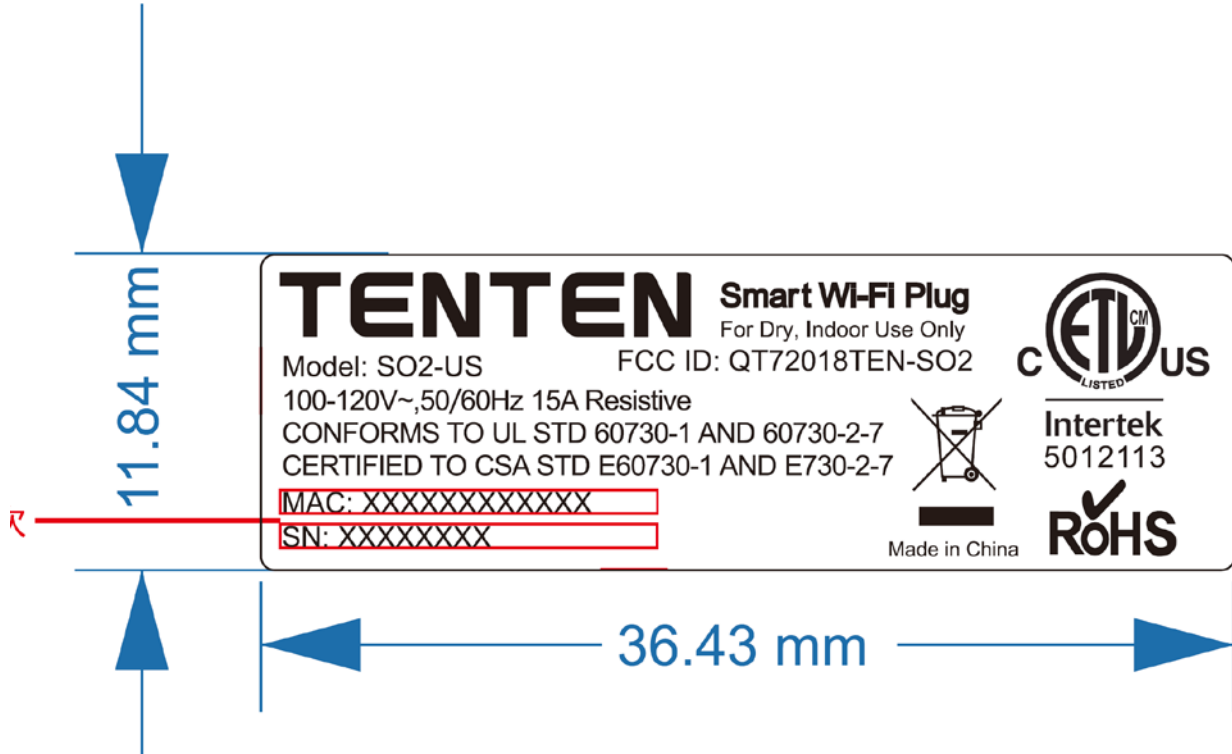 11.84 mm
TENTEN
Smart Wi-Fi Plug
For Dry, Indoor Use Only
Model: SO2-US
FCC ID: QT72018TEN-SO2
100-120V~,50/60Hz 15A Resistive
CONFORMS TO UL STD 60730-1 AND 60730-2-7
CERTIFIED TO CSA STD E60730-1 AND E730-2-7
MAC: XXXXXXXXXXXX
SN: XXXXXXXX
Made in China
ETL CM
LISTED
C US
Intertek
5012113
RoHS
36.43 mm